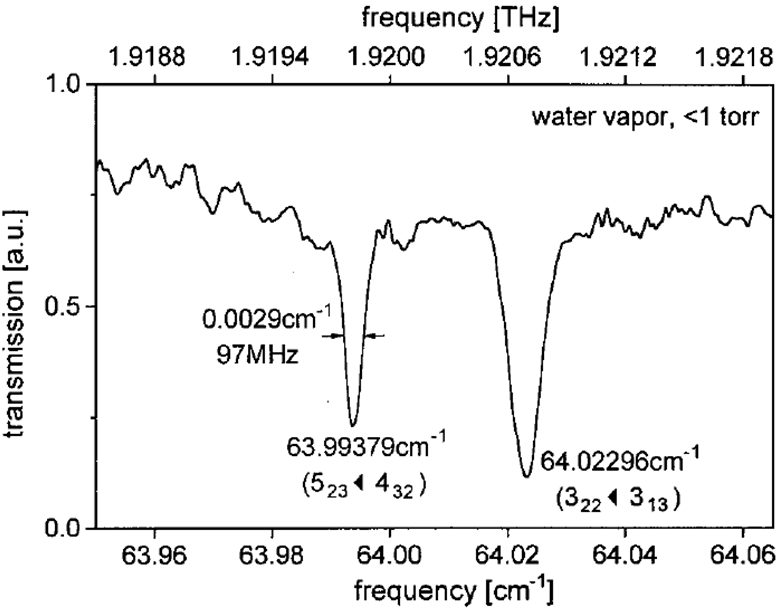 frequency [THz]
1.9188 1.9194 1.9200 1.9206 1.9212 1.9218
1.0
water vapor, <1 torr
transmission [a.u.]
0.5
0.0029cm⁻¹
97MHz
63.99379cm⁻¹
(5₂₃◀ 4₃₂)
64.02296cm⁻¹
(3₂₂◀ 3₁₃)
0.0
63.96 63.98 64.00 64.02 64.04 64.06
frequency [cm⁻¹]